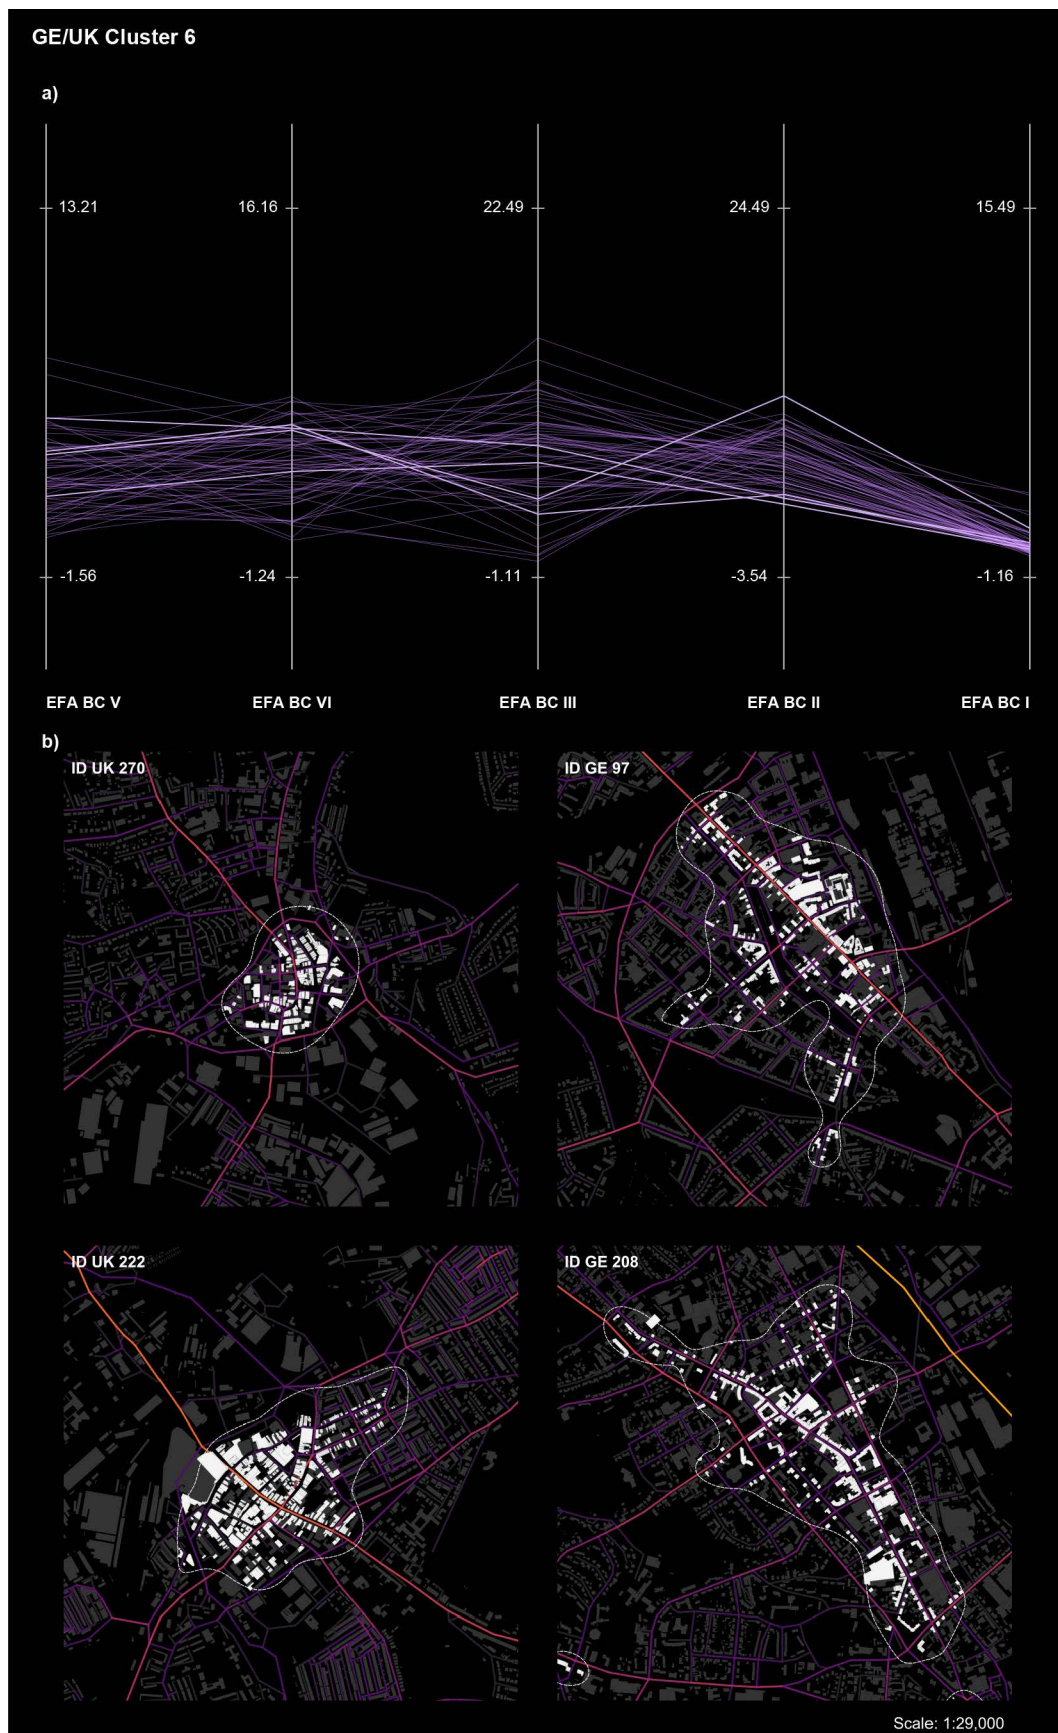 GE/UK Cluster 6
a)
13.21 16.16 22.49 24.49 15.49
-1.56 -1.24 -1.11 -3.54 -1.16
EFA BC V EFA BC VI EFA BC III EFA BC II EFA BC I
b)
ID UK 270 ID GE 97
ID UK 222 ID GE 208
Scale: 1:29,000